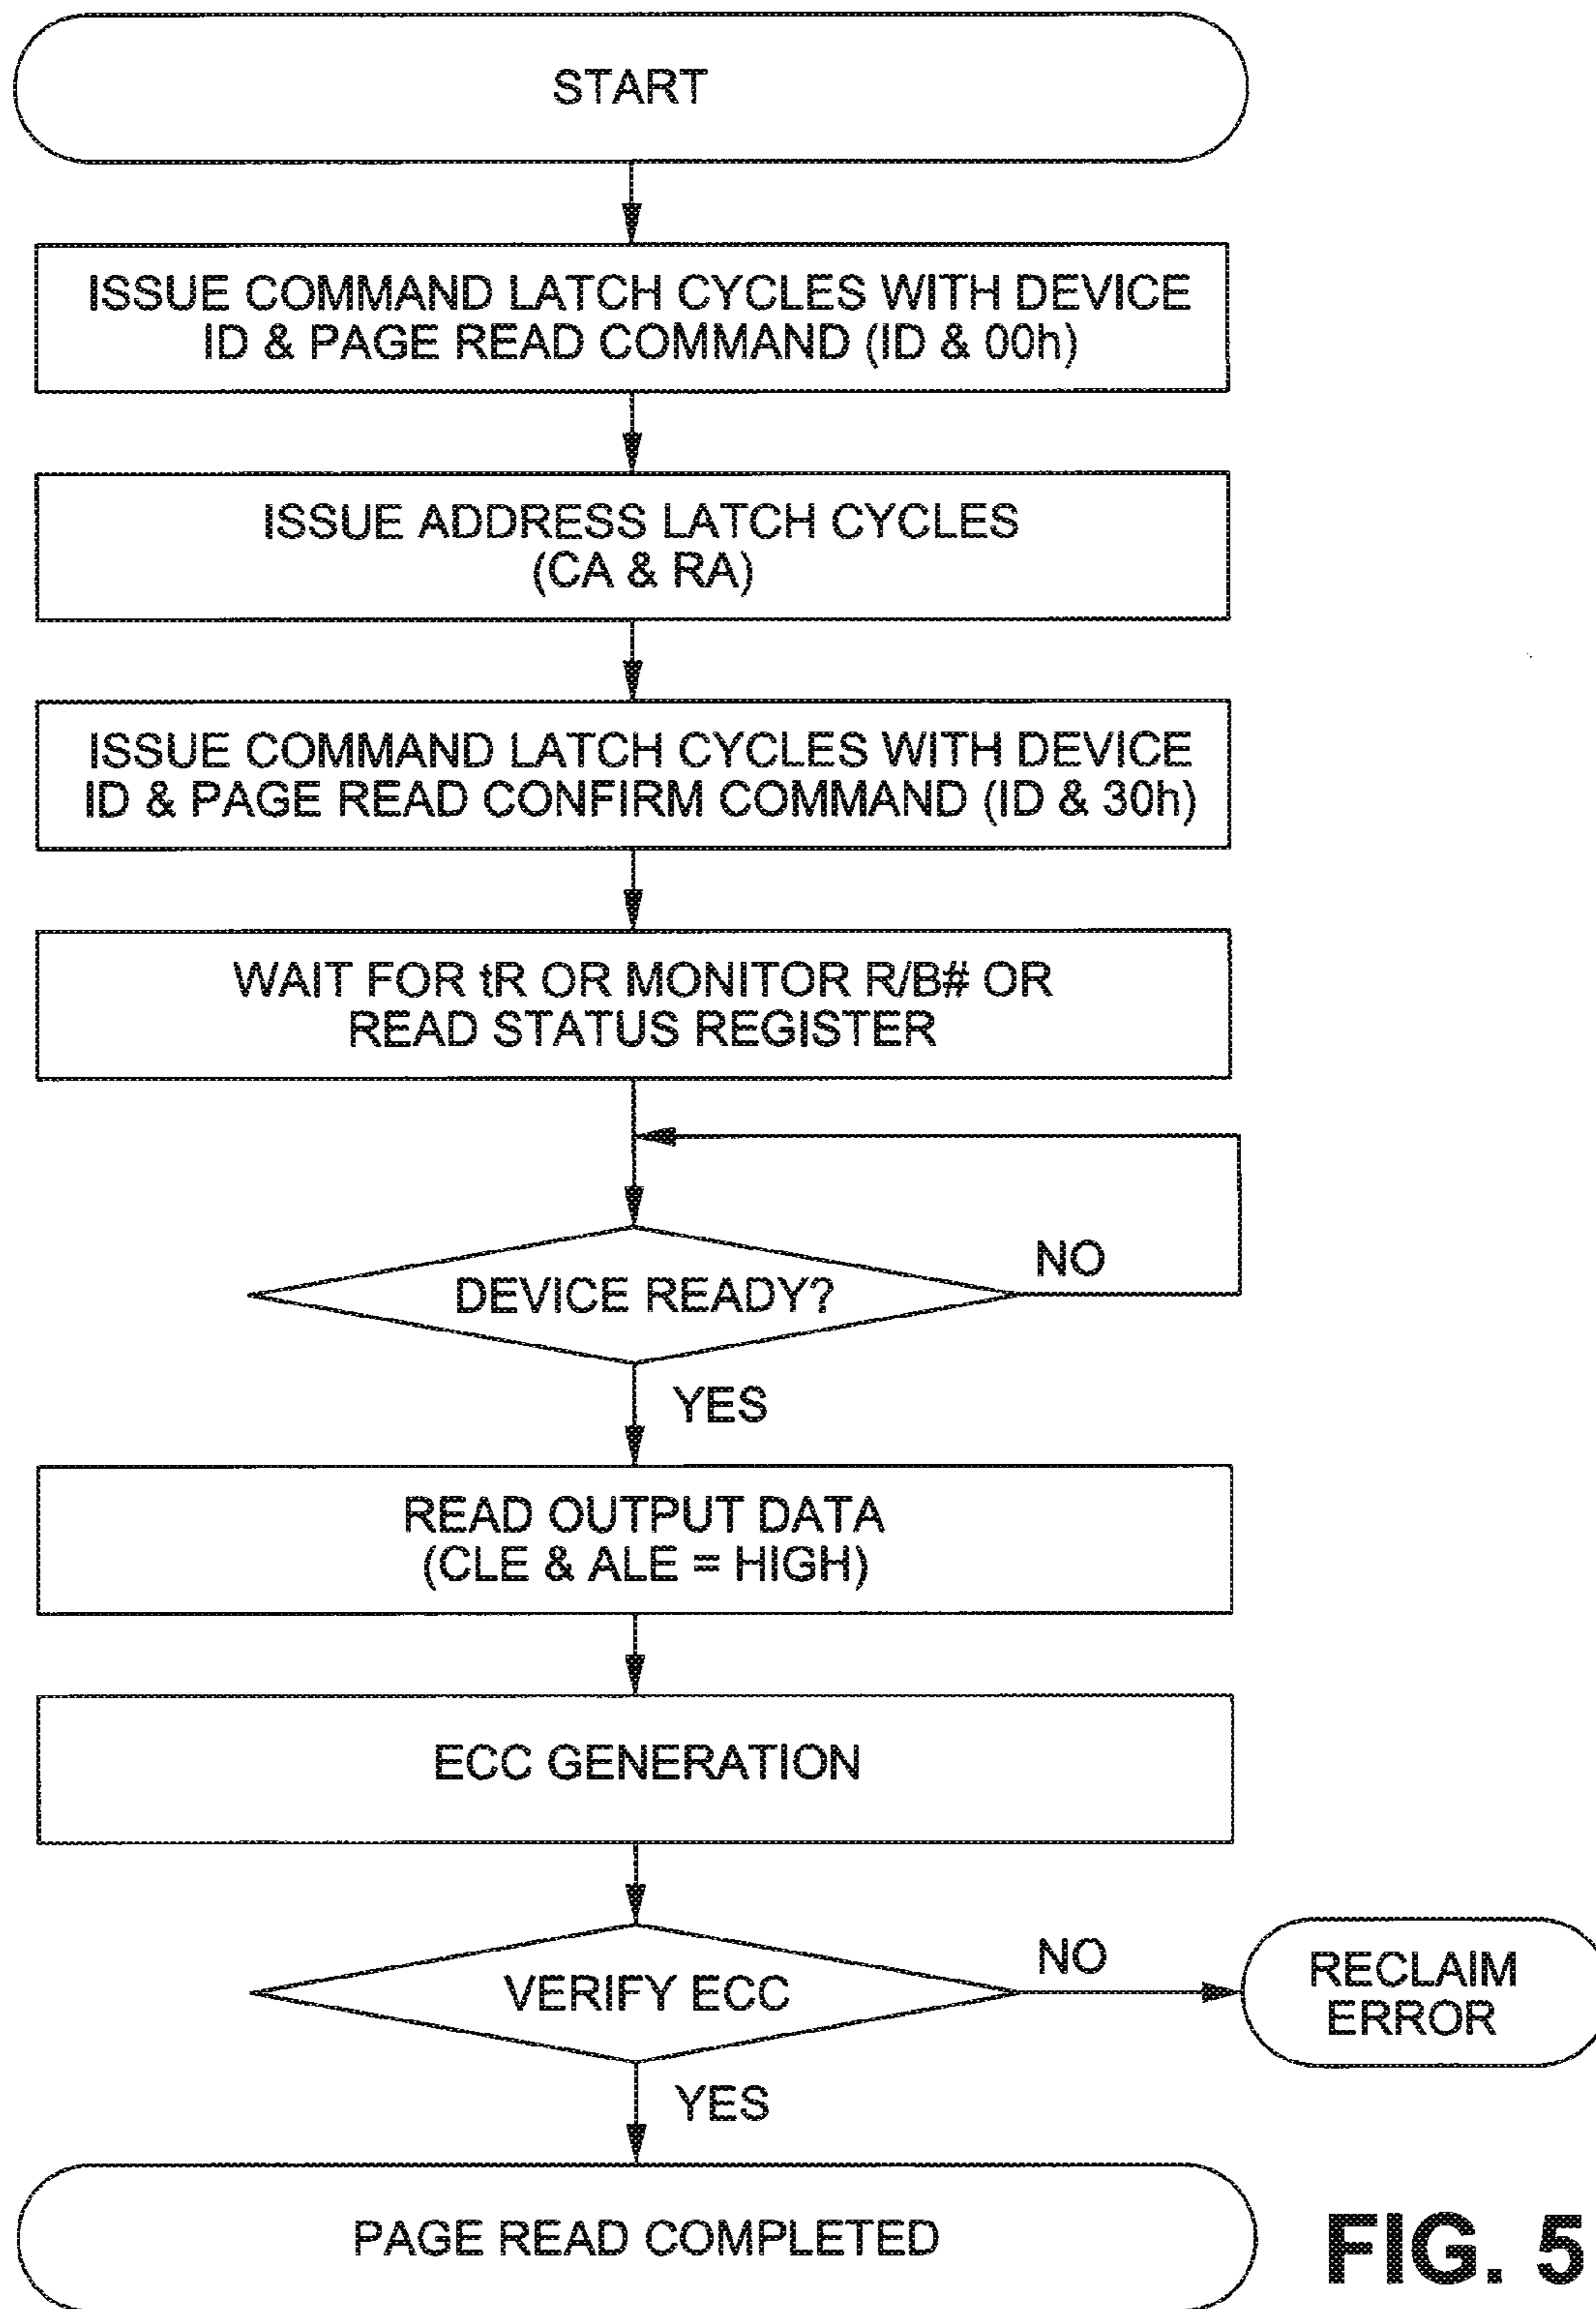 START
ISSUE COMMAND LATCH CYCLES WITH DEVICE
ID & PAGE READ COMMAND (ID & 00h)
ISSUE ADDRESS LATCH CYCLES
(CA & RA)
ISSUE COMMAND LATCH CYCLES WITH DEVICE
ID & PAGE READ CONFIRM COMMAND (ID & 30h)
WAIT FOR tR OR MONITOR R/B# OR
READ STATUS REGISTER
DEVICE READY?
NO
YES
READ OUTPUT DATA
(CLE & ALE = HIGH)
ECC GENERATION
VERIFY ECC
NO
RECLAIM
ERROR
YES
PAGE READ COMPLETED
FIG. 5